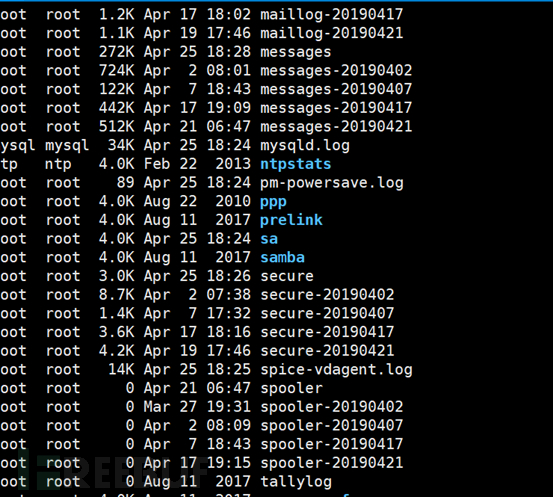 oot  root  1.2K Apr 17 18:02 maillog-20190417
oot  root  1.1K Apr 19 17:46 maillog-20190421
oot  root  272K Apr 25 18:28 messages
oot  root  724K Apr  2 08:01 messages-20190402
oot  root  122K Apr  7 18:43 messages-20190407
oot  root  442K Apr 17 19:09 messages-20190417
oot  root  512K Apr 21 06:47 messages-20190421
ysql mysql  34K Apr 25 18:24 mysqld.log
tp   ntp   4.0K Feb 22  2013 ntpstats
oot  root    89 Apr 25 18:24 pm-powersave.log
oot  root  4.0K Aug 22  2010 ppp
oot  root  4.0K Aug 11  2017 prelink
oot  root  4.0K Apr 25 18:24 sa
oot  root  4.0K Aug 11  2017 samba
oot  root  3.0K Apr 25 18:26 secure
oot  root  8.7K Apr  2 07:38 secure-20190402
oot  root  1.4K Apr  7 17:32 secure-20190407
oot  root  3.6K Apr 17 18:16 secure-20190417
oot  root  4.2K Apr 19 17:46 secure-20190421
oot  root   14K Apr 25 18:25 spice-vdagent.log
oot  root     0 Apr 21 06:47 spooler
oot  root     0 Mar 27 19:31 spooler-20190402
oot  root     0 Apr  2 08:09 spooler-20190407
oot  root     0 Apr  7 18:43 spooler-20190417
oot  root     0 Apr 17 19:15 spooler-20190421
oot  root     0 Aug 11  2017 tallylog